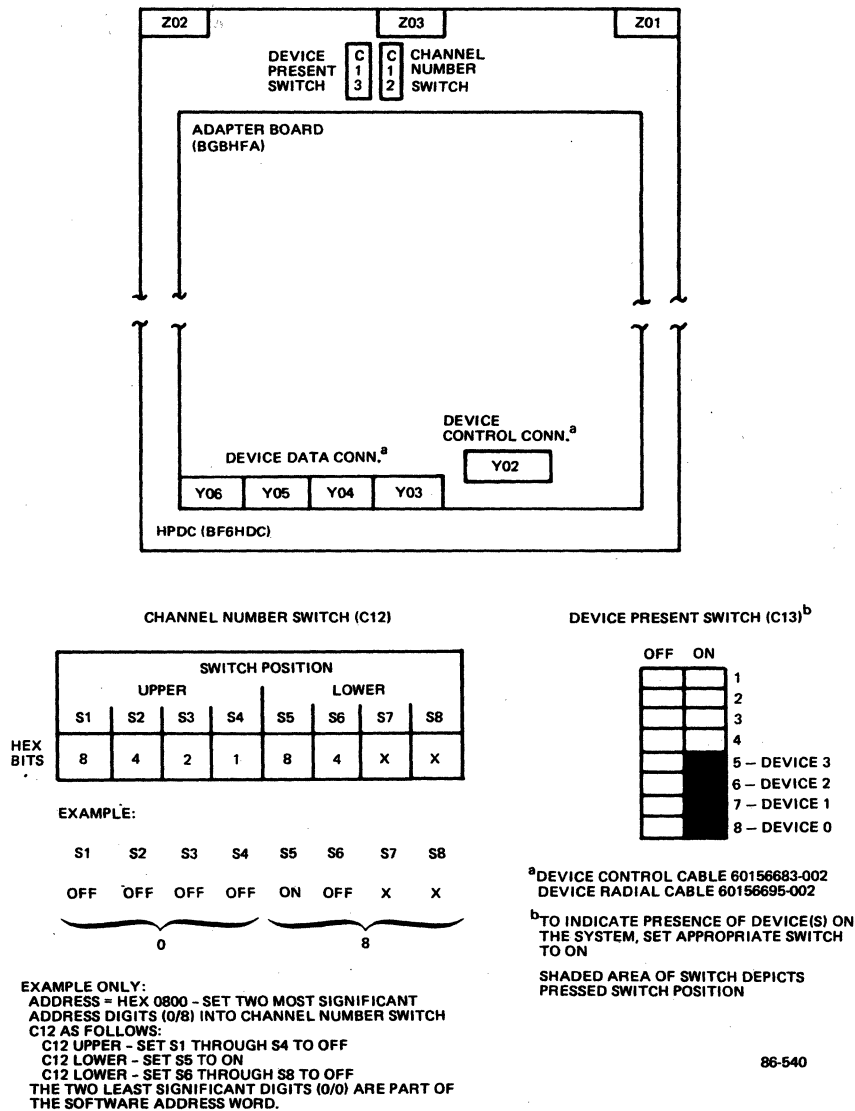 Z02 Z03 Z01
DEVICE PRESENT SWITCH
C13
C12
CHANNEL NUMBER SWITCH
ADAPTER BOARD
(BGBHFA)
DEVICE
CONTROL CONN.a
DEVICE DATA CONN.a
Y02
Y06 Y05 Y04 Y03
HPDC (BF6HDC)
CHANNEL NUMBER SWITCH (C12)
SWITCH POSITION
UPPER LOWER
S1 S2 S3 S4 S5 S6 S7 S8
HEX
BITS
8 4 2 1 8 4 X X
EXAMPLE:
S1 S2 S3 S4 S5 S6 S7 S8
OFF OFF OFF OFF ON OFF X X
0 8
EXAMPLE ONLY:
ADDRESS = HEX 0800 – SET TWO MOST SIGNIFICANT
ADDRESS DIGITS (0/8) INTO CHANNEL NUMBER SWITCH
C12 AS FOLLOWS:
C12 UPPER – SET S1 THROUGH S4 TO OFF
C12 LOWER – SET S5 TO ON
C12 LOWER – SET S6 THROUGH S8 TO OFF
THE TWO LEAST SIGNIFICANT DIGITS (0/0) ARE PART OF
THE SOFTWARE ADDRESS WORD.
DEVICE PRESENT SWITCH (C13)b
OFF ON
1
2
3
4
5 – DEVICE 3
6 – DEVICE 2
7 – DEVICE 1
8 – DEVICE 0
aDEVICE CONTROL CABLE 60156683-002
DEVICE RADIAL CABLE 60156695-002
bTO INDICATE PRESENCE OF DEVICE(S) ON
THE SYSTEM, SET APPROPRIATE SWITCH
TO ON
SHADED AREA OF SWITCH DEPICTS
PRESSED SWITCH POSITION
86-540